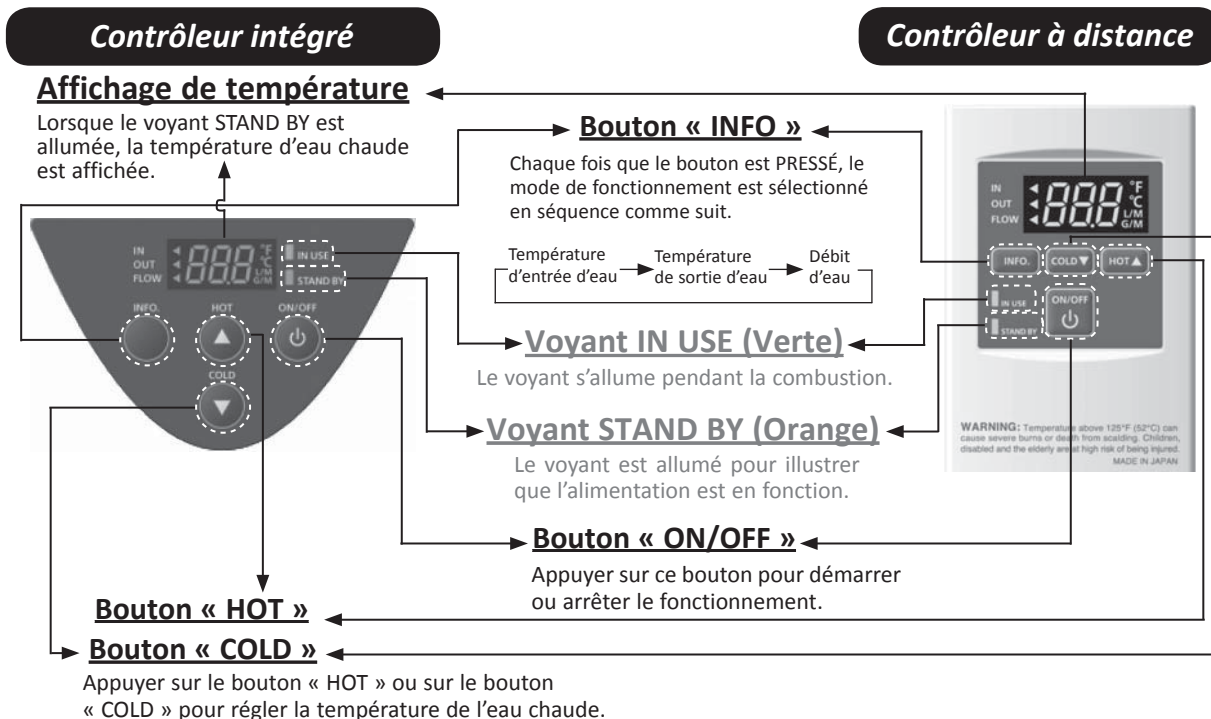 Contrôleur intégré
Contrôleur à distance
Affichage de température
Lorsque le voyant STAND BY est
allumée, la température d'eau chaude
est affichée.
Bouton « INFO »
Chaque fois que le bouton est PRESSÉ, le
mode de fonctionnement est sélectionné
en séquence comme suit.
Température
d'entrée d'eau
Température
de sortie d'eau
Débit
d'eau
IN
OUT
FLOW
88.8
°F
°C
L/M
G/M
IN USE
STAND BY
INFO.
HOT
ON/OFF
COLD
IN
OUT
FLOW
88.8
°F
°C
L/M
G/M
INFO.
COLD▼
HOT▲
IN USE
ON/OFF
STAND BY
Voyant IN USE (Verte)
Le voyant s'allume pendant la combustion.
Voyant STAND BY (Orange)
Le voyant est allumé pour illustrer
que l'alimentation est en fonction.
WARNING: Temperature above 125°F (52°C) can
cause severe burns or death from scalding. Children,
disabled and the elderly are at high risk of being injured.
MADE IN JAPAN
Bouton « ON/OFF »
Appuyer sur ce bouton pour démarrer
ou arrêter le fonctionnement.
Bouton « HOT »
Bouton « COLD »
Appuyer sur le bouton « HOT » ou sur le bouton
« COLD » pour régler la température de l'eau chaude.